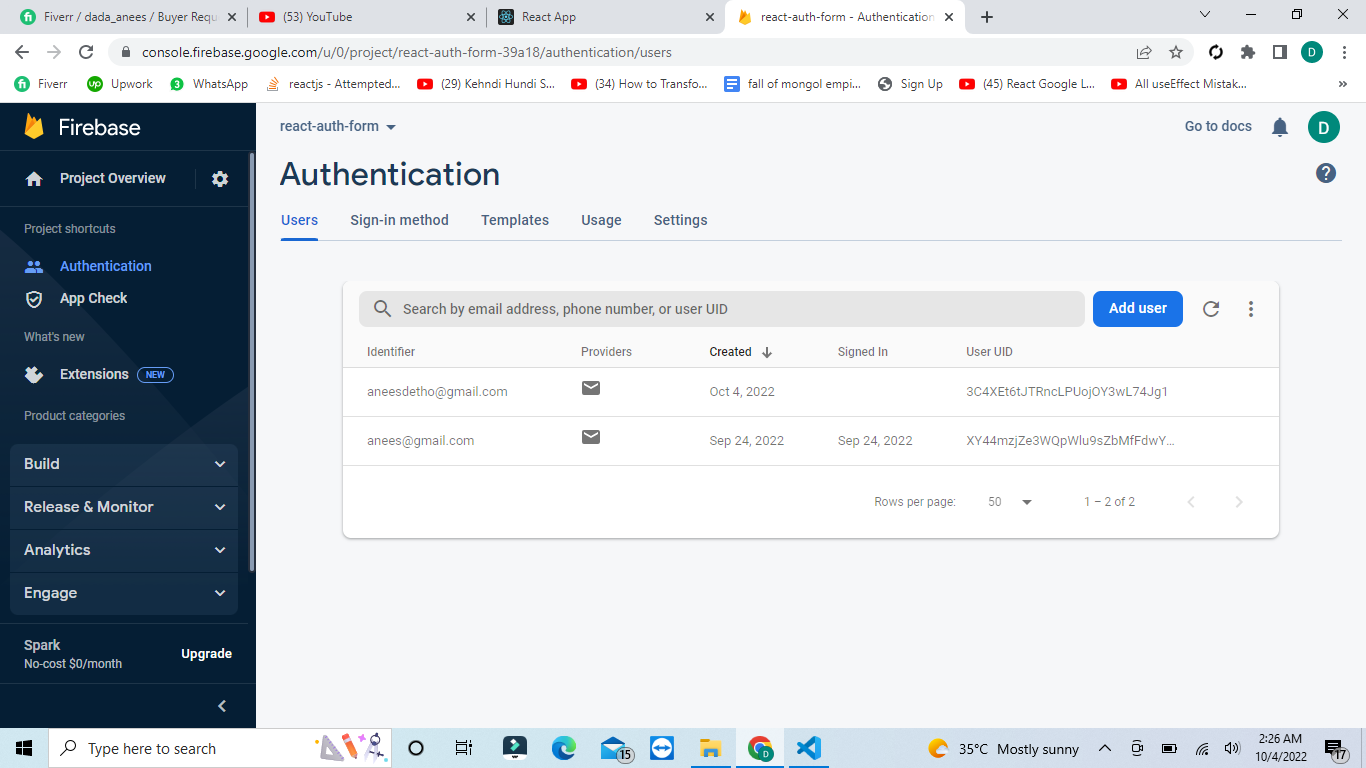 Fiverr / dada_anees / Buyer Requ
(53) YouTube
React App
react-auth-form - Authentication
console.firebase.google.com/u/0/project/react-auth-form-39a18/authentication/users
D
Fiverr
Upwork
3
WhatsApp
reactjs - Attempted...
(29) Kehndi Hundi S...
(34) How to Transfo...
fall of mongol empi...
Sign Up
(45) React Google L...
All useEffect Mistak...
»
Firebase
react-auth-form
Go to docs
D
Project Overview
Authentication
Users Sign-in method Templates Usage Settings
Project shortcuts
Authentication
App Check
What's new
Extensions NEW
Product categories
Build
Release & Monitor
Analytics
Engage
Spark
No-cost $0/month
Upgrade
Search by email address, phone number, or user UID
Add user
Identifier Providers Created Signed In User UID
aneesdetho@gmail.com Oct 4, 2022 3C4XEt6tJTRncLPUojOY3wL74Jg1
anees@gmail.com Sep 24, 2022 Sep 24, 2022 XY44mzjZe3WQpWlu9sZbMfFdwY...
Rows per page: 50 1 – 2 of 2
Type here to search
15
D
35°C Mostly sunny
2:26 AM
10/4/2022
17